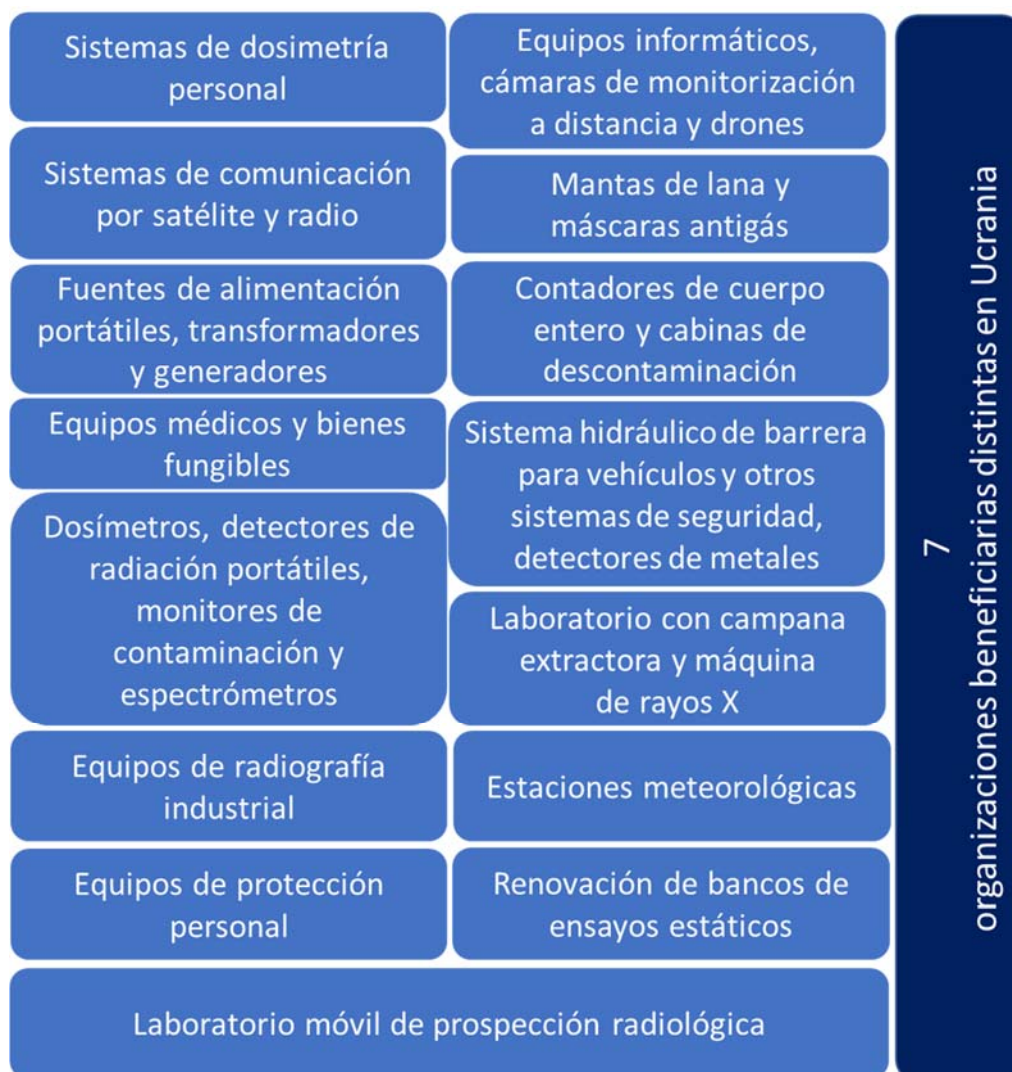 Sistemas de dosimetría
personal
Sistemas de comunicación
por satélite y radio
Fuentes de alimentación
portátiles, transformadores
y generadores
Equipos médicos y bienes
fungibles
Dosímetros, detectores de
radiación portátiles,
monitores de
contaminación y
espectrómetros
Equipos de radiografía
industrial
Equipos de protección
personal
Equipos informáticos,
cámaras de monitorización
a distancia y drones
Mantas de lana y
máscaras antigás
Contadores de cuerpo
entero y cabinas de
descontaminación
Sistema hidráulico de barrera
para vehículos y otros
sistemas de seguridad,
detectores de metales
Laboratorio con campana
extractora y máquina
de rayos X
Estaciones meteorológicas
Renovación de bancos de
ensayos estáticos
Laboratorio móvil de prospección radiológica
7
organizaciones beneficiarias distintas en Ucrania